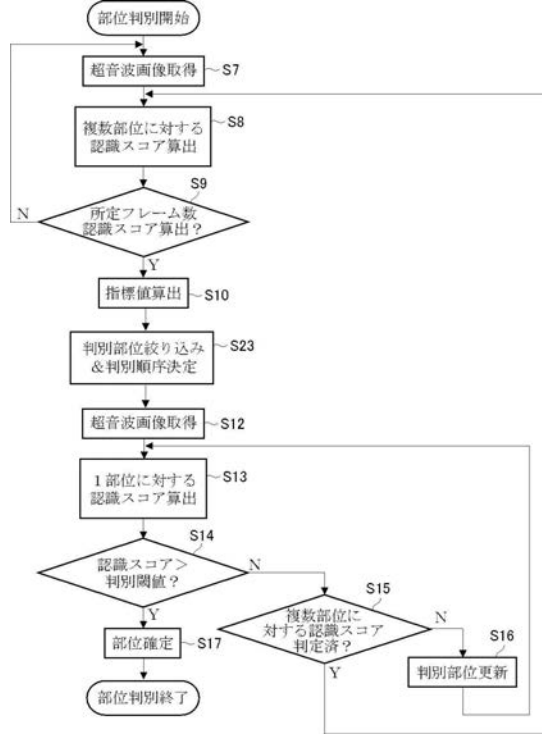 部位判別開始
超音波画像取得
S7
複数部位に対する
認識スコア算出
S8
S9
所定フレーム数
認識スコア算出？
N
Y
指標値算出
S10
判別部位絞り込み
&判別順序決定
S23
超音波画像取得
S12
1部位に対する
認識スコア算出
S13
S14
認識スコア＞
判別閾値？
N
Y
S15
複数部位に
対する認識スコア
判定済？
N
Y
S16
判別部位更新
部位確定
S17
部位判別終了